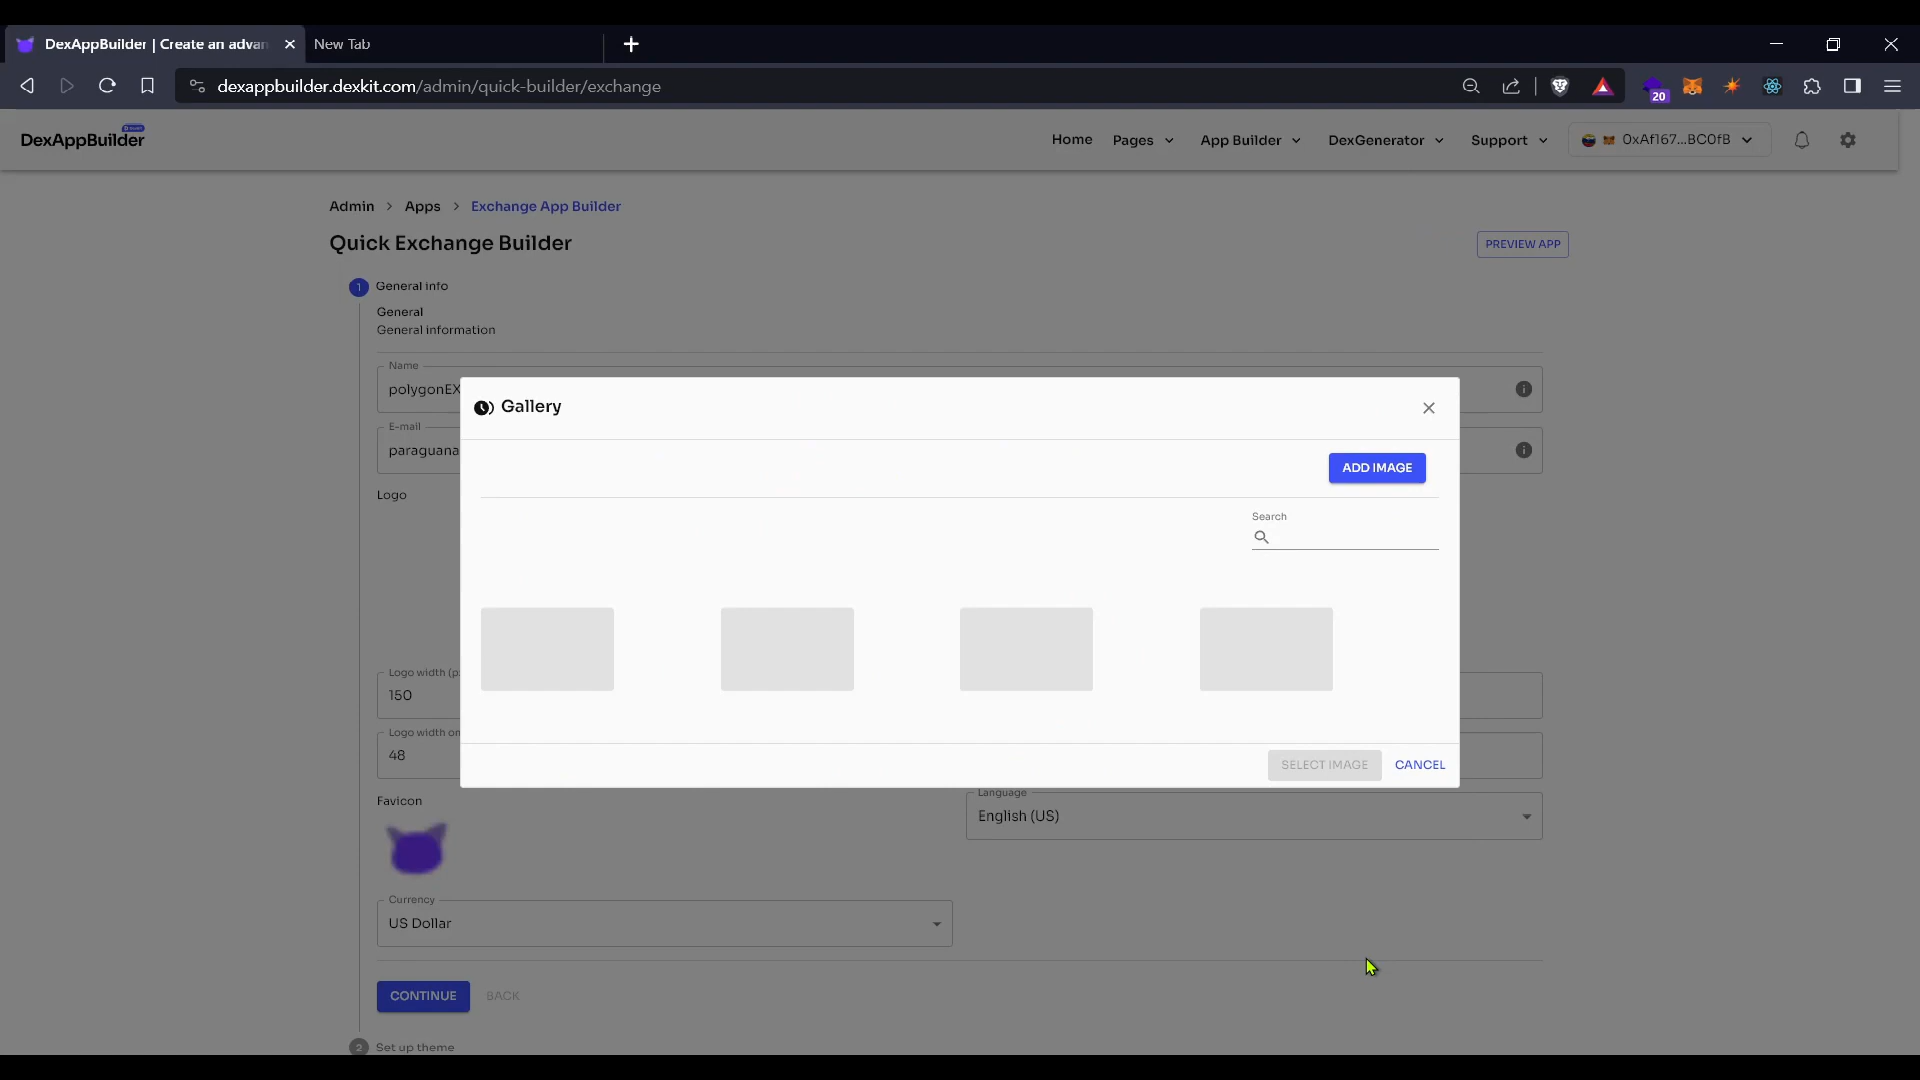 DexAppBuilder | Create an advan
New Tab
dexappbuilder.dexkit.com/admin/quick-builder/exchange
20
DexAppBuilder
Home
Pages
App Builder
DexGenerator
Support
0xAf167...BC0fB
Admin > Apps > Exchange App Builder
Quick Exchange Builder
PREVIEW APP
1 General info
General
General information
Name
polygonEX
E-mail
paraguana
Logo
Gallery
ADD IMAGE
Search
SELECT IMAGE
CANCEL
Logo width (p
150
Logo width on
48
Favicon
Language
English (US)
Currency
US Dollar
CONTINUE
BACK
2 Set up theme